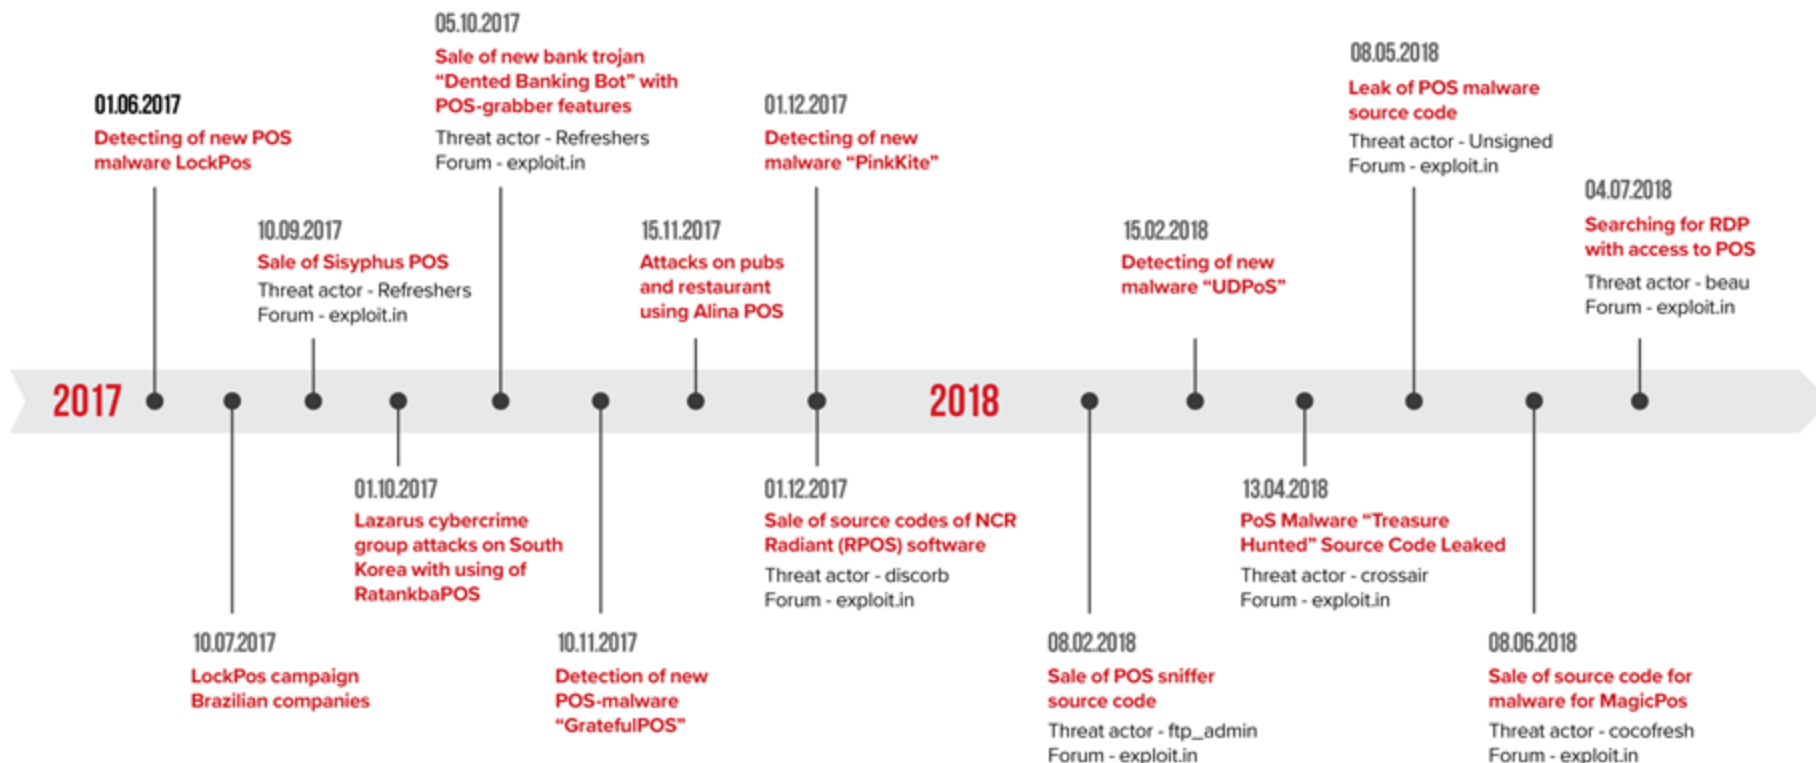 05.10.2017
Sale of new bank trojan
“Dented Banking Bot” with
POS-grabber features
Threat actor - Refreshers
Forum - exploit.in
01.06.2017
Detecting of new POS
malware LockPos
01.12.2017
Detecting of new
malware “PinkKite”
08.05.2018
Leak of POS malware
source code
Threat actor - Unsigned
Forum - exploit.in
10.09.2017
Sale of Sisyphus POS
Threat actor - Refreshers
Forum - exploit.in
15.11.2017
Attacks on pubs
and restaurant
using Alina POS
15.02.2018
Detecting of new
malware “UDPoS”
04.07.2018
Searching for RDP
with access to POS
Threat actor - beau
Forum - exploit.in
2017
2018
01.10.2017
Lazarus cybercrime
group attacks on South
Korea with using of
RatankbaPOS
01.12.2017
Sale of source codes of NCR
Radiant (RPOS) software
Threat actor - discorb
Forum - exploit.in
13.04.2018
PoS Malware “Treasure
Hunted” Source Code Leaked
Threat actor - crossair
Forum - exploit.in
10.07.2017
LockPos campaign
Brazilian companies
10.11.2017
Detection of new
POS-malware
“GratefulPOS”
08.02.2018
Sale of POS sniffer
source code
Threat actor - ftp_admin
Forum - exploit.in
08.06.2018
Sale of source code for
malware for MagicPos
Threat actor - cocofresh
Forum - exploit.in